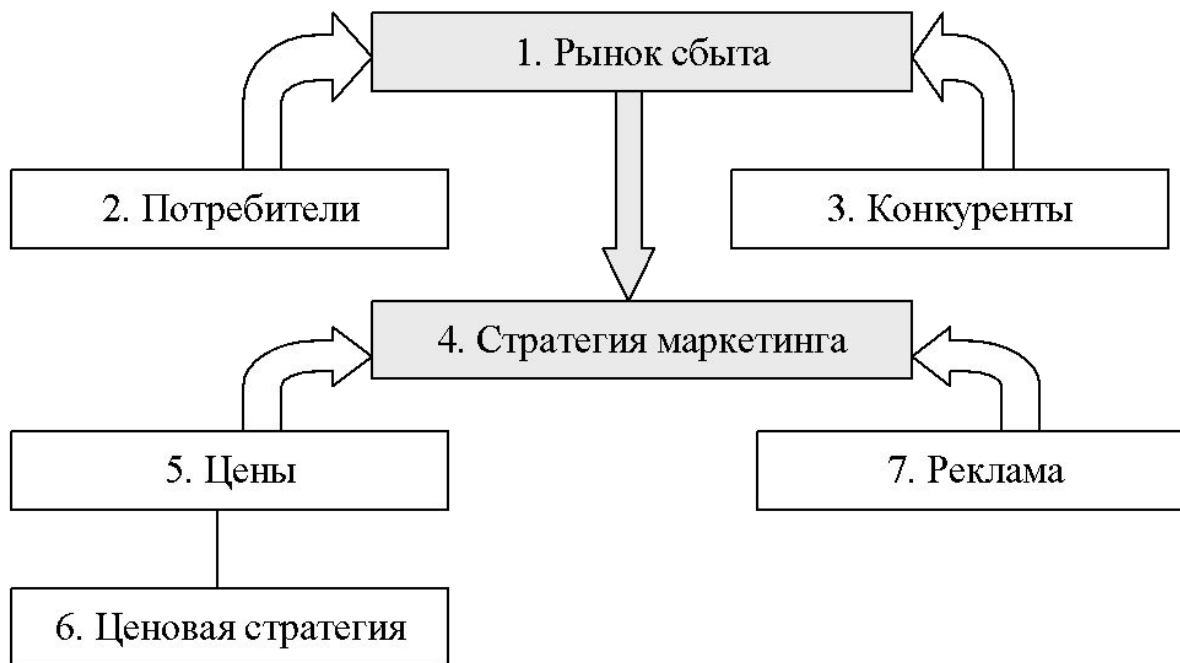 1. Рынок сбыта
2. Потребители
3. Конкуренты
4. Стратегия маркетинга
5. Цены
7. Реклама
6. Ценовая стратегия